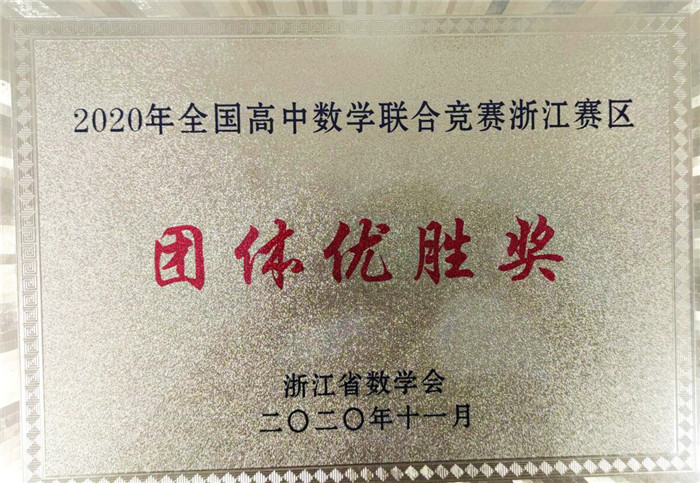 2020年全国高中数学联合竞赛浙江赛区
团体优胜奖
浙江省数学会
二〇二〇年十一月